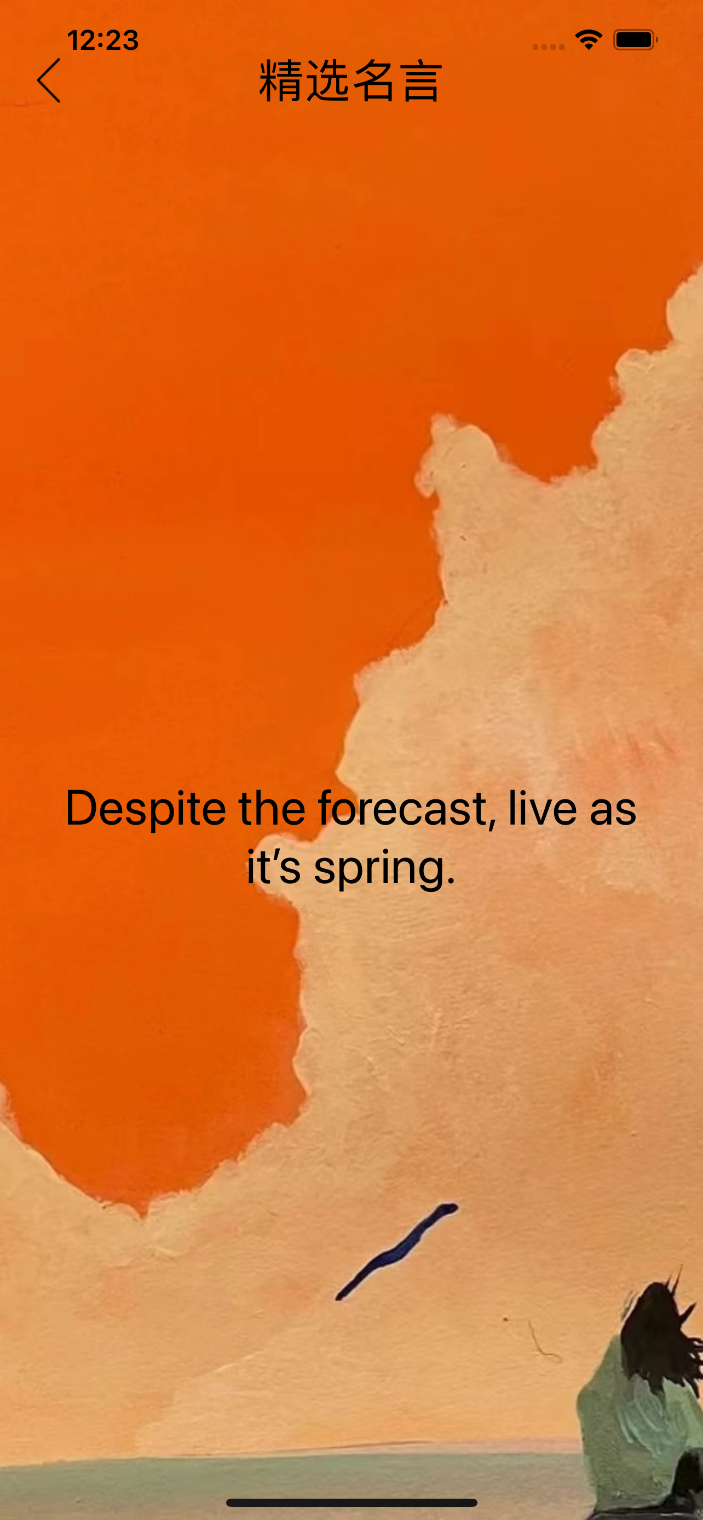 12:23
精选名言
Despite the forecast, live as
it's spring.